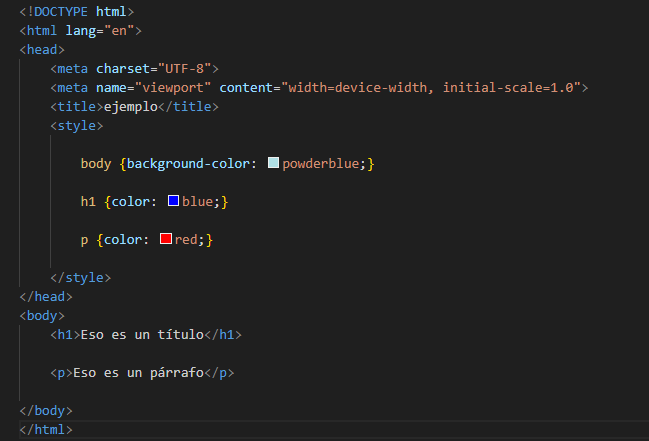 <!DOCTYPE html>
<html lang="en">
<head>
    <meta charset="UTF-8">
    <meta name="viewport" content="width=device-width, initial-scale=1.0">
    <title>ejemplo</title>
    <style>
        body {background-color: powderblue;}
        h1 {color: blue;}
        p {color: red;}
    </style>
</head>
<body>
    <h1>Eso es un título</h1>
    <p>Eso es un párrafo</p>
</body>
</html>